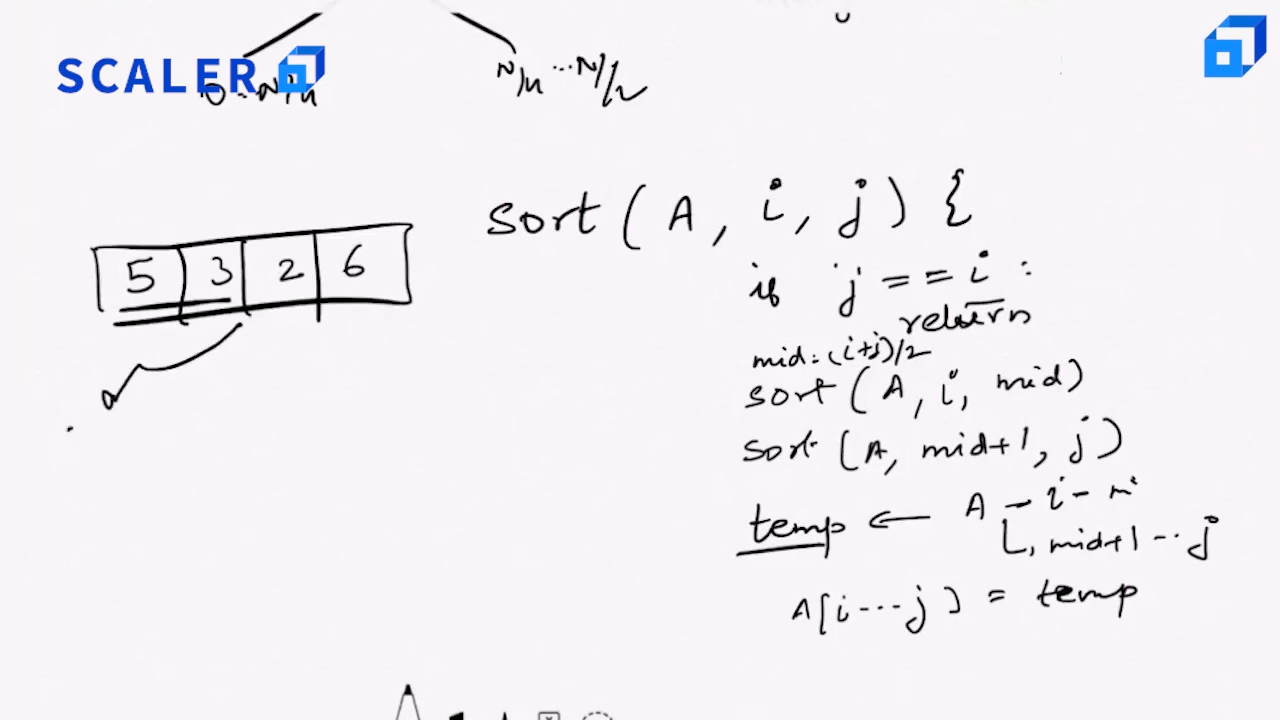 SCALER
N/4 ... N/2
sort ( A , i , j ) {
5 3 2 6
if j == i :
return
mid = (i+j)/2
sort ( A , i , mid )
sort ( A , mid+1 , j )
temp ← A - i - m
mid+1 - .. j
A[i --- j ] = temp